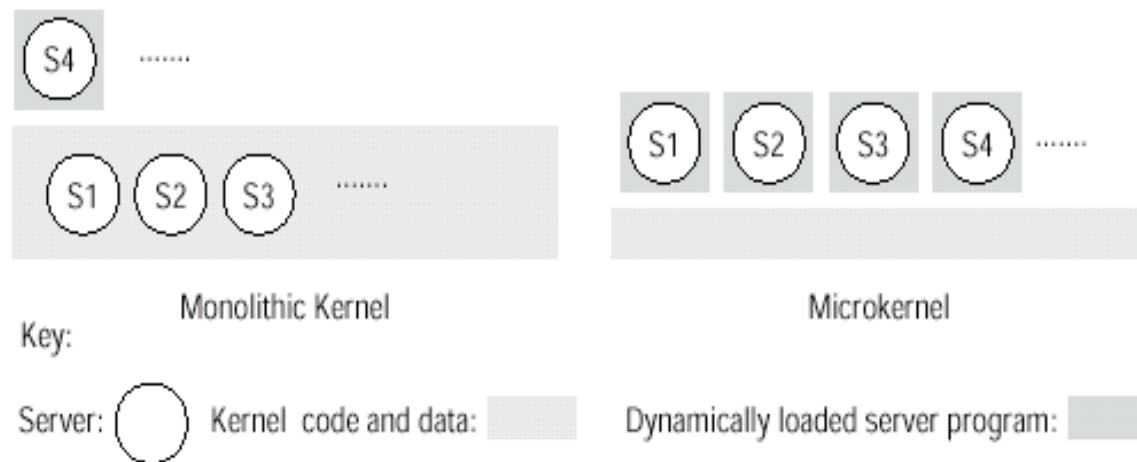 S4 .......
S1 S2 S3 .......
Monolithic Kernel
S1 S2 S3 S4 .......
Microkernel
Key:
Server: Kernel code and data: Dynamically loaded server program: